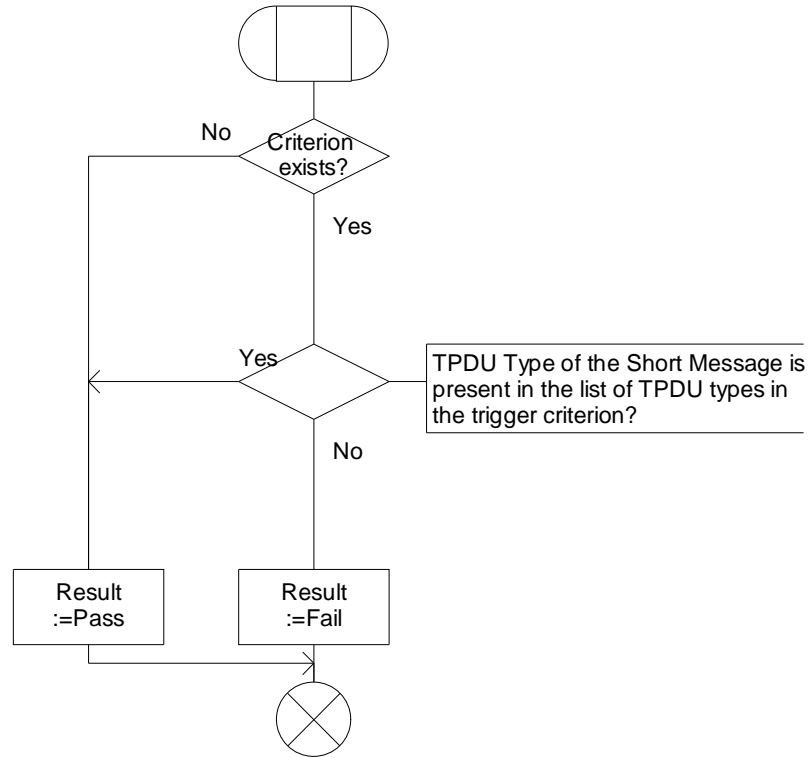 No
Criterion
exists?
Yes
Yes
TPDU Type of the Short Message is
present in the list of TPDU types in
the trigger criterion?
No
Result
:=Pass
Result
:=Fail